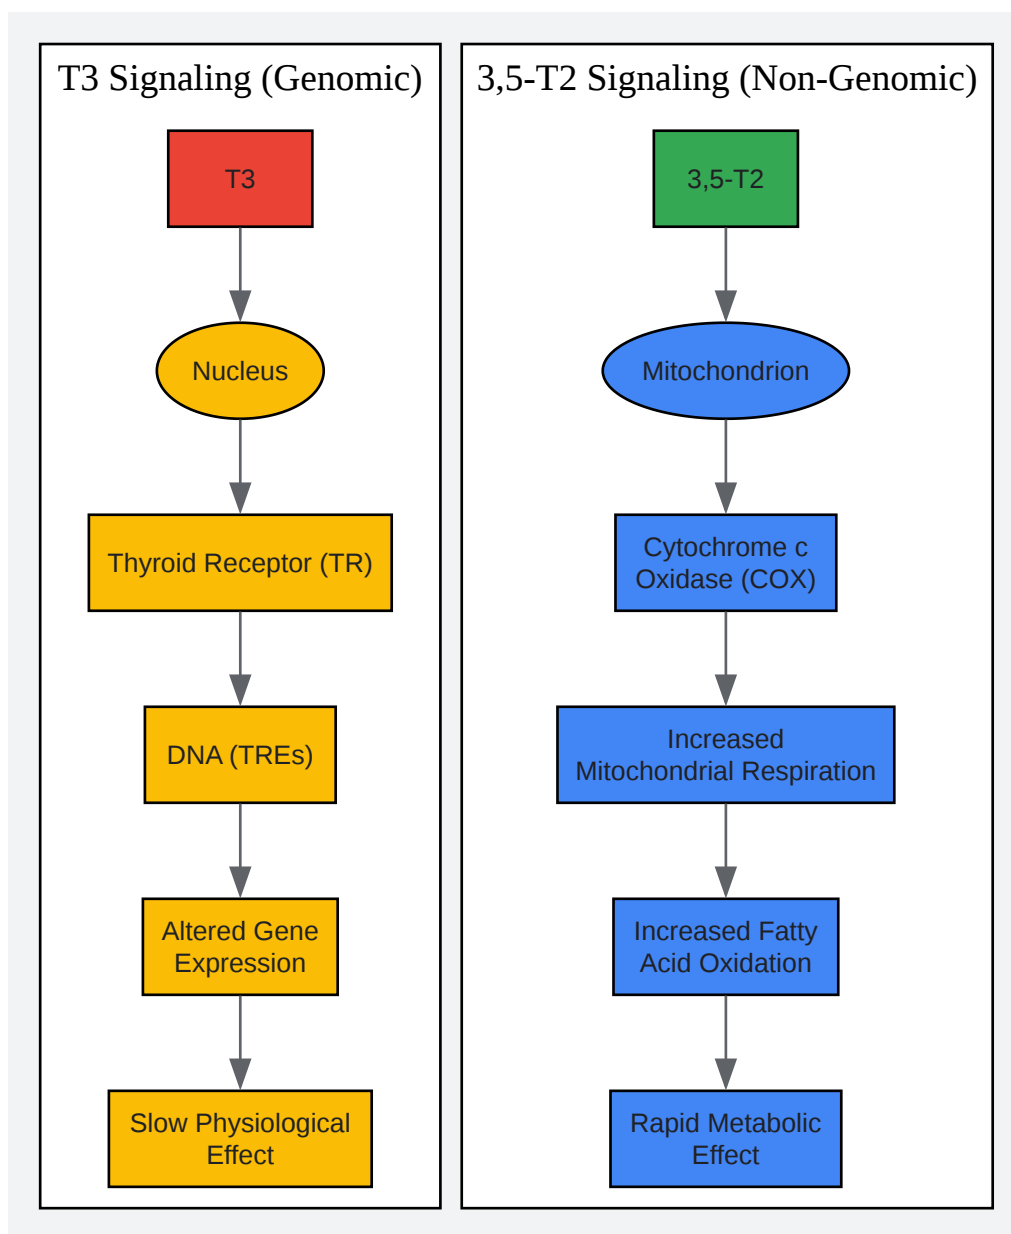 T3 Signaling (Genomic)
T3
Nucleus
Thyroid Receptor (TR)
DNA (TREs)
Altered Gene
Expression
Slow Physiological
Effect
3,5-T2 Signaling (Non-Genomic)
3,5-T2
Mitochondrion
Cytochrome c
Oxidase (COX)
Increased
Mitochondrial Respiration
Increased Fatty
Acid Oxidation
Rapid Metabolic
Effect